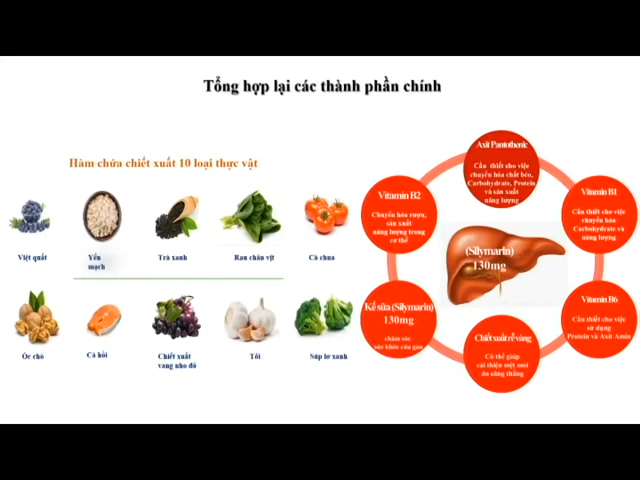 Tổng hợp lại các thành phần chính
Hàm chứa chiết xuất 10 loại thực vật
Việt quất
Yến
mạch
Trà xanh
Rau chân vịt
Cà chua
Óc chó
Cá hồi
Chiết xuất
vang nho đỏ
Tỏi
Súp lơ xanh
Axit Pantothenic
Cần thiết cho việc
chuyển hóa chất béo,
Carbohydrate, Protein
và sản xuất
năng lượng
Vitamin B2
Chuyển hóa rượu,
sản xuất
năng lượng trong
cơ thể
Vitamin B1
Cần thiết cho việc
chuyển hóa
Carbohydrate và
năng lượng
(Silymarin)
130mg
Kế sữa (Silymarin)
130mg
chăm sóc
sức khỏe của gan
Vitamin B6
Cần thiết cho việc
sử dụng
Protein và Axit Amin
Chiết xuất rễ vàng
Có thể giúp
cải thiện mệt mỏi
do căng thẳng